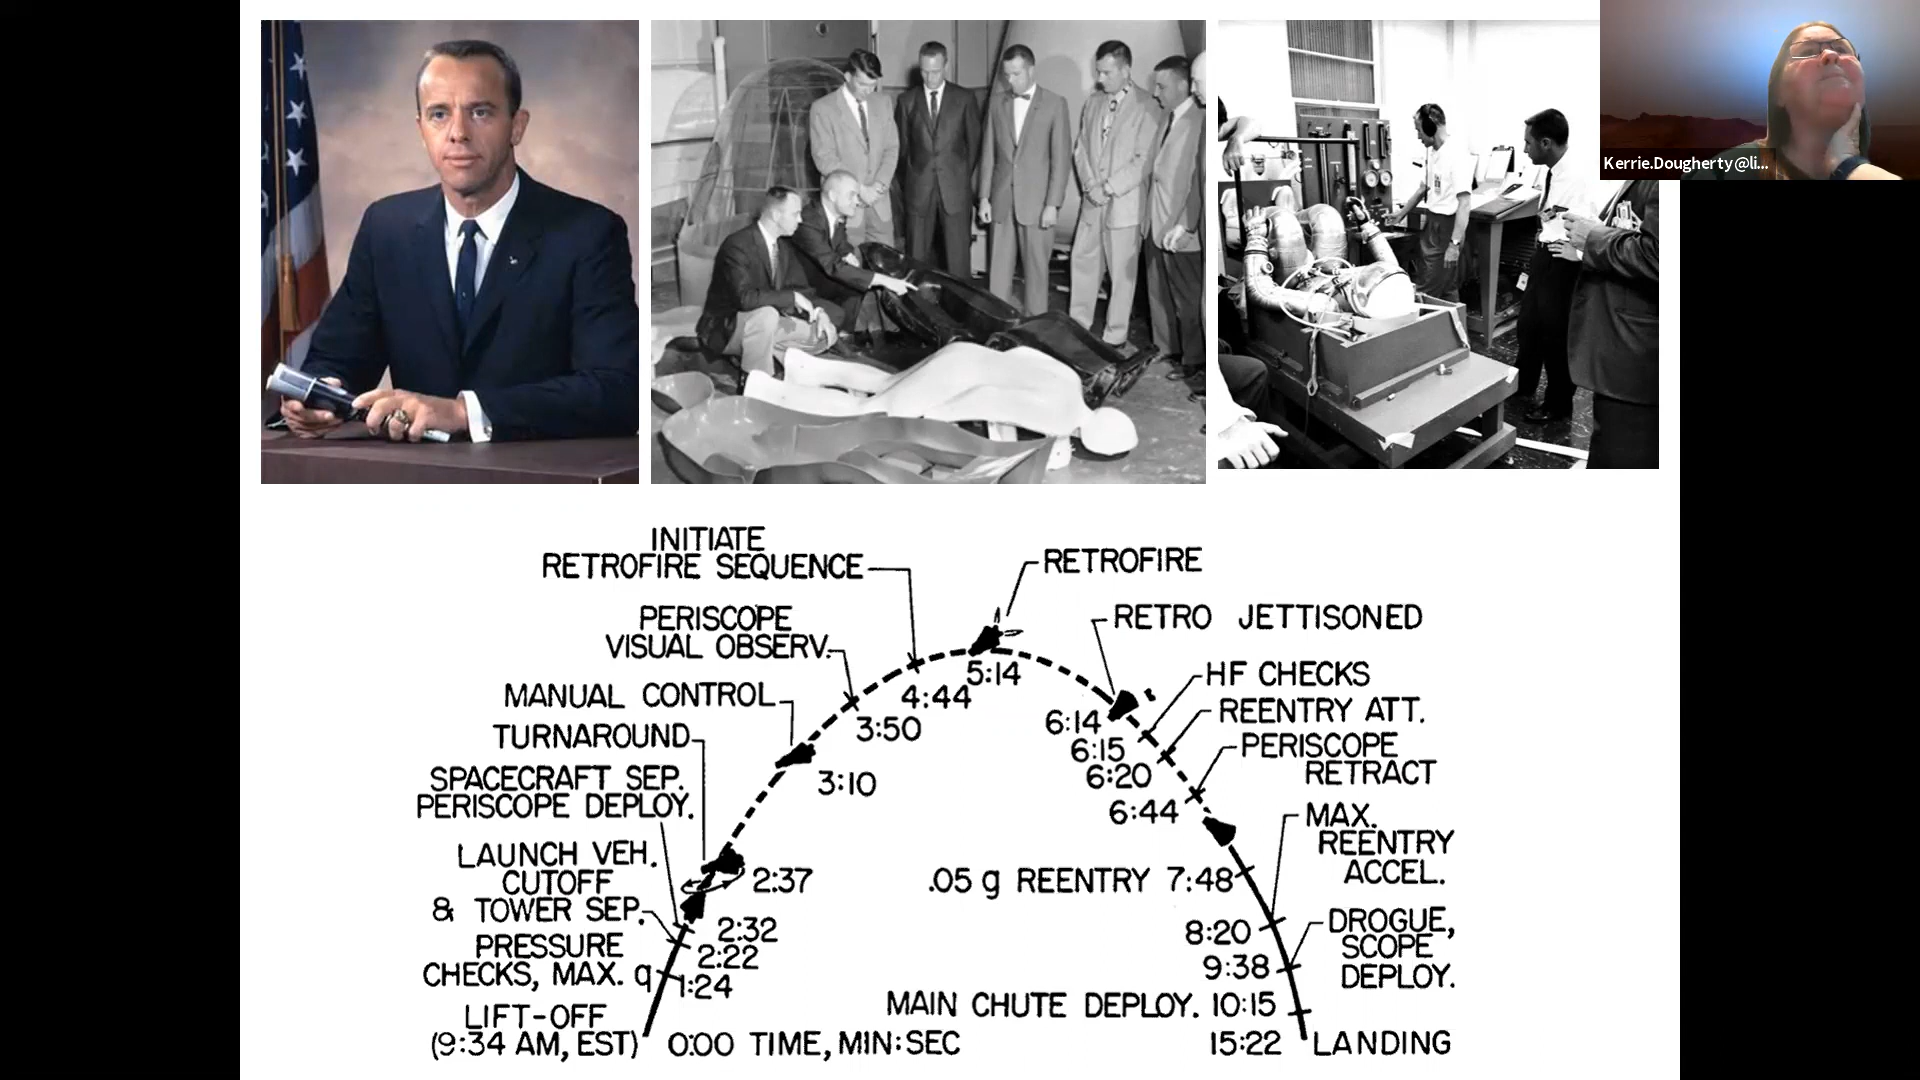 Kerrie.Dougherty@li...
INITIATE
RETROFIRE SEQUENCE
RETROFIRE
PERISCOPE
VISUAL OBSERV.
RETRO JETTISONED
5:14
4:44
HF CHECKS
MANUAL CONTROL
3:50
6:14
REENTRY ATT.
TURNAROUND
6:15
PERISCOPE
RETRACT
SPACECRAFT SEP.
PERISCOPE DEPLOY.
3:10
6:20
6:44
MAX.
REENTRY
ACCEL.
LAUNCH VEH.
CUTOFF
& TOWER SEP.
2:37
.05 g REENTRY 7:48
PRESSURE
CHECKS, MAX. q
2:32
2:22
1:24
8:20
9:38
DROGUE,
SCOPE
DEPLOY.
MAIN CHUTE DEPLOY. 10:15
LIFT-OFF
(9:34 AM, EST)
0:00 TIME, MIN:SEC
15:22 LANDING